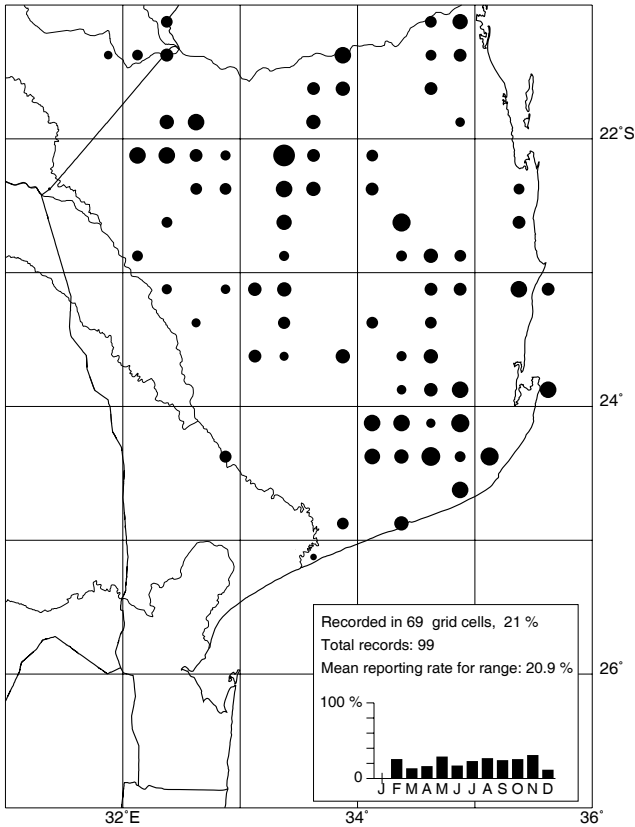 22°S
24°
Recorded in 69 grid cells, 21 %
Total records: 99
Mean reporting rate for range: 20.9 %
26°
100 %
0
J F M A M J J A S O N D
32°E 34° 36°